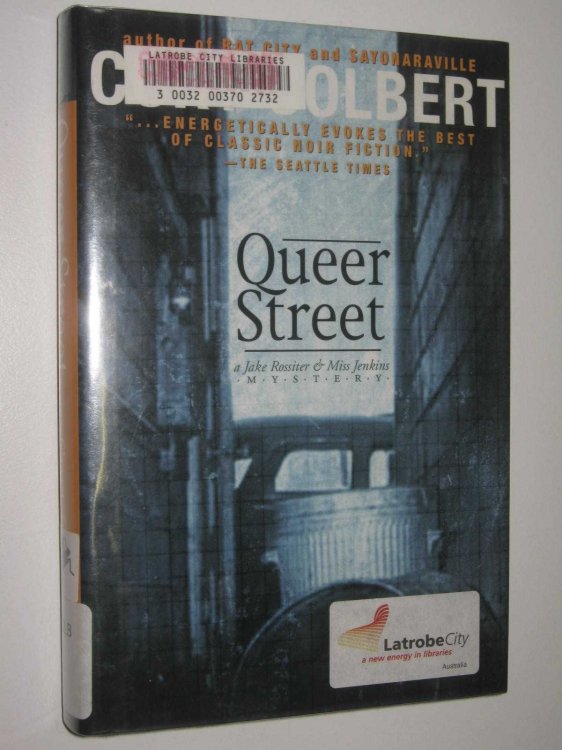 author of RAT CITY and SAYONARAVILLE
LATROBE CITY LIBRARIES
3 0032 00370 2732
COLBERT
“...ENERGETICALLY EVOKES THE BEST
OF CLASSIC NOIR FICTION.”
—THE SEATTLE TIMES
Queer
Street
a Jake Rossiter & Miss Jenkins
·M·Y·S·T·E·R·Y·
LatrobeCity
a new energy in libraries
Australia